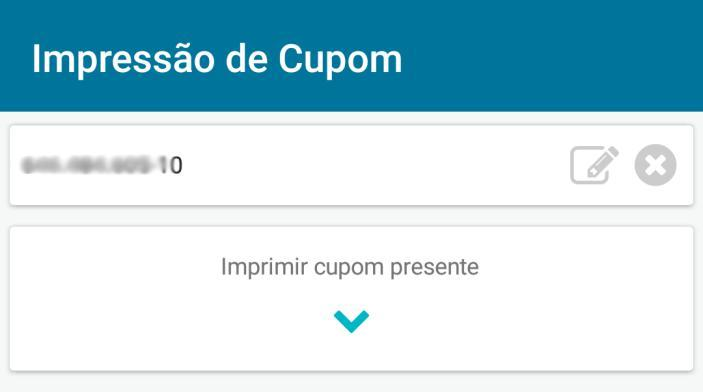 Impressão de Cupom
10
Imprimir cupom presente